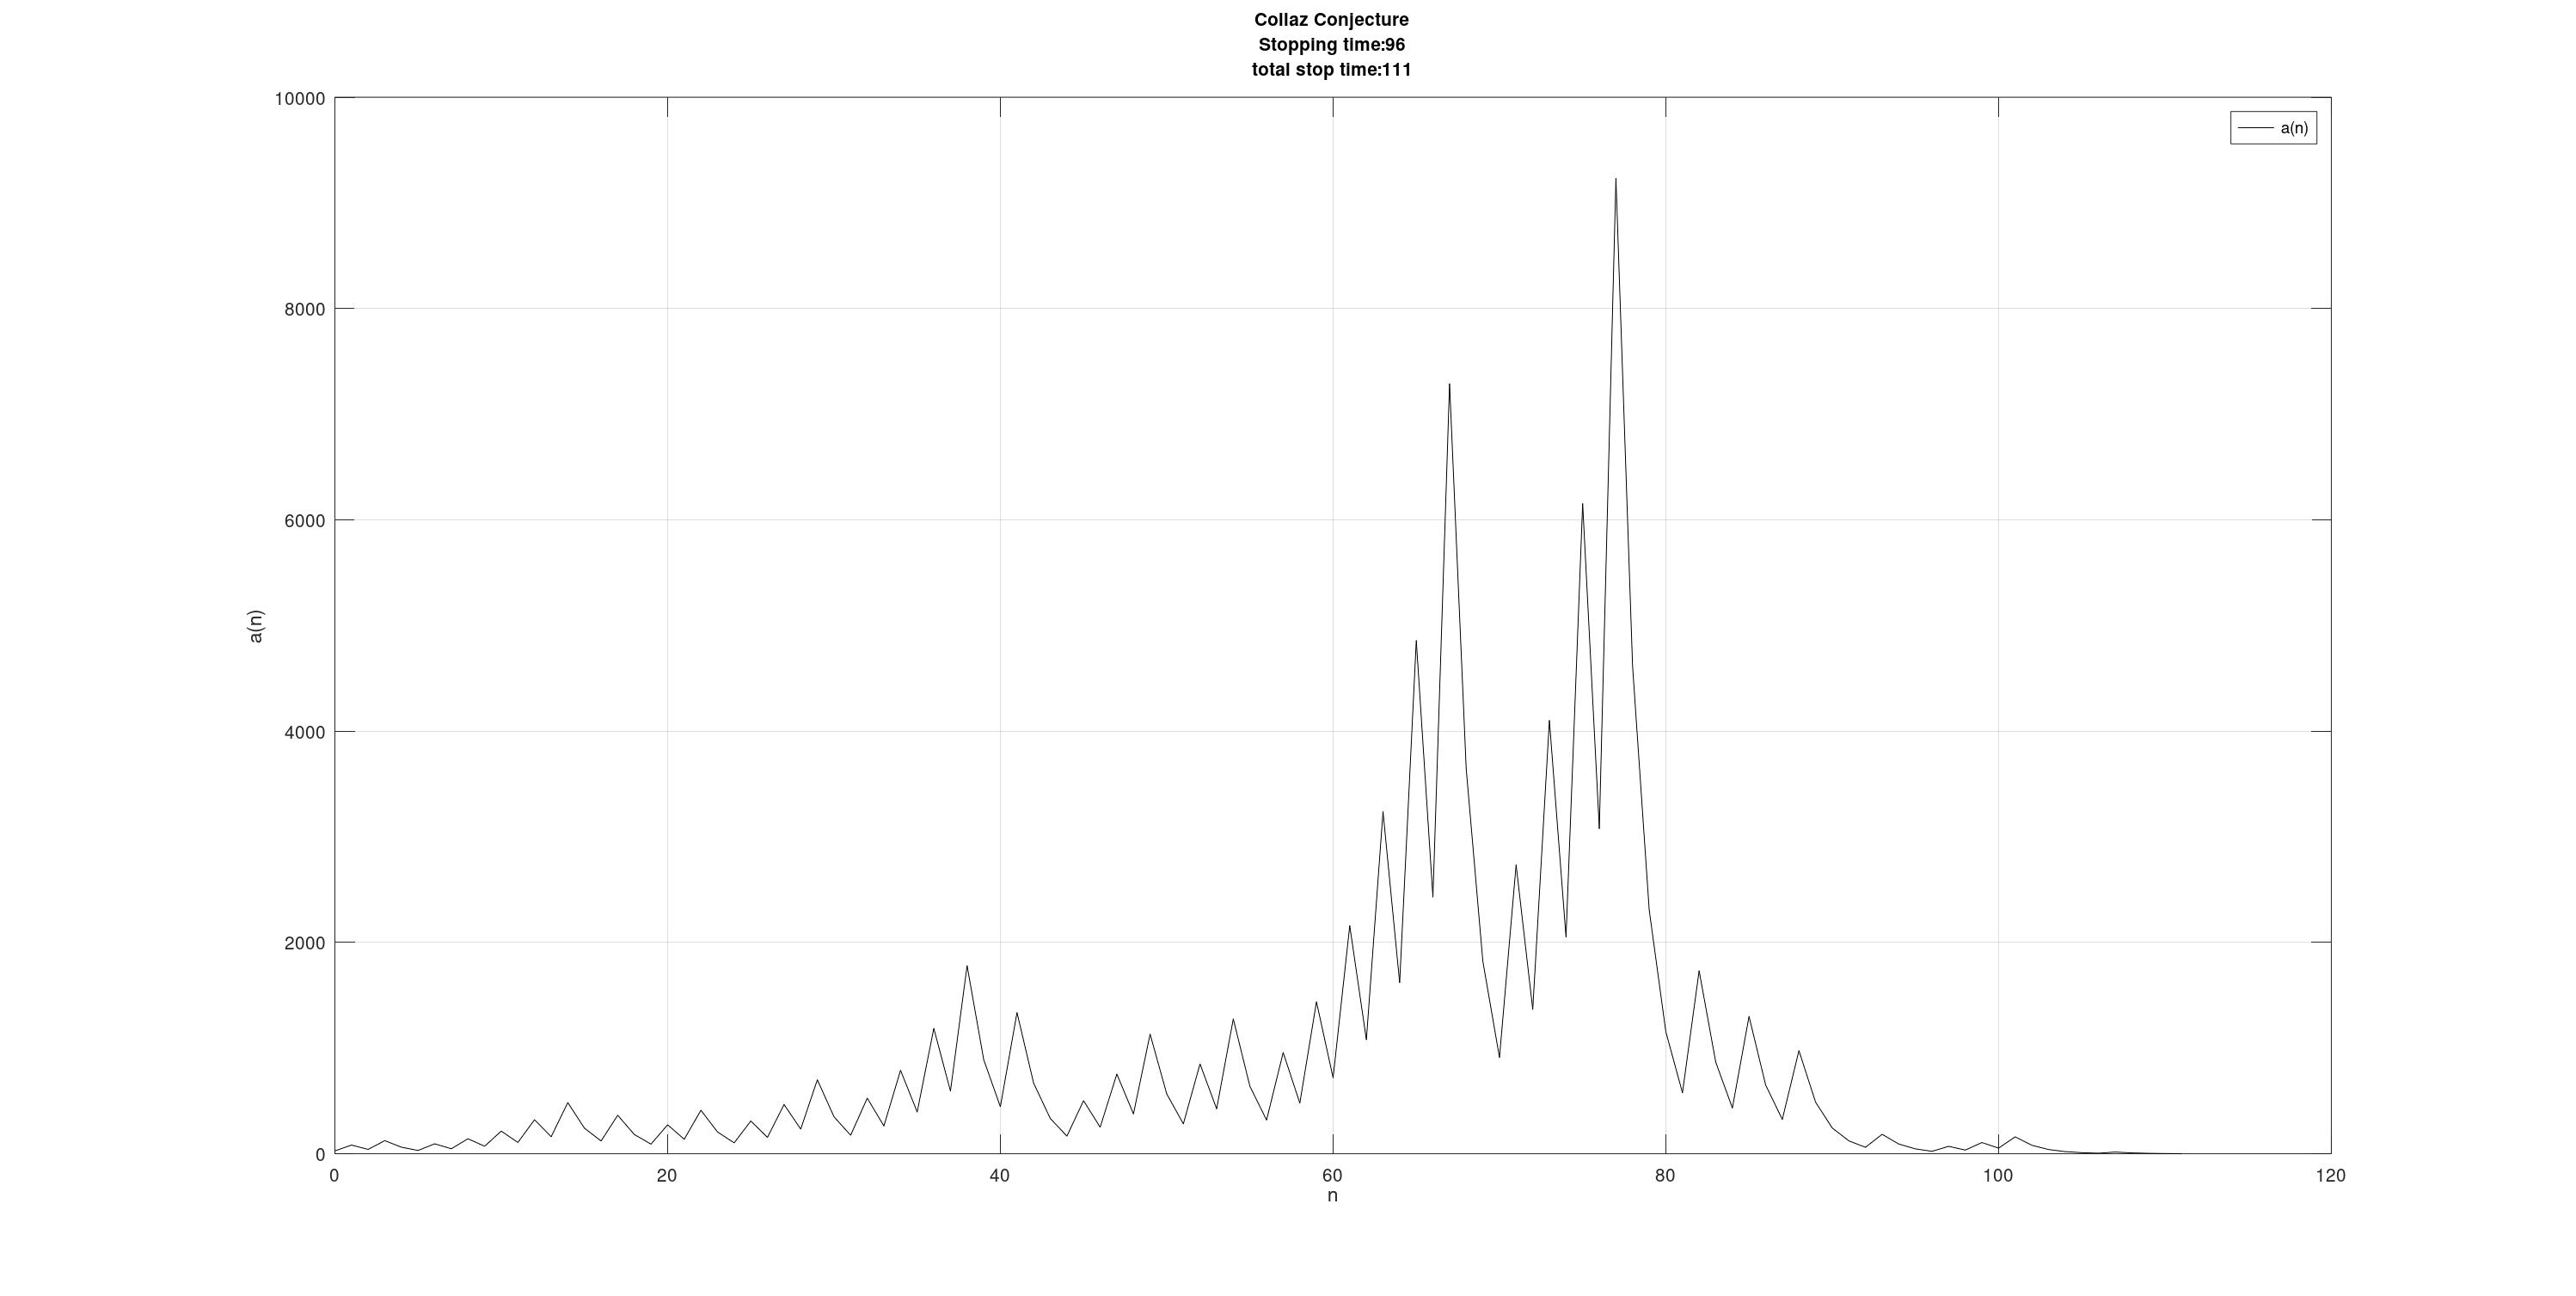 Collaz Conjecture
Stopping time:96
total stop time:111
10000
a(n)
8000
6000
a(n)
4000
2000
0
0 20 40 60 80 100 120
n